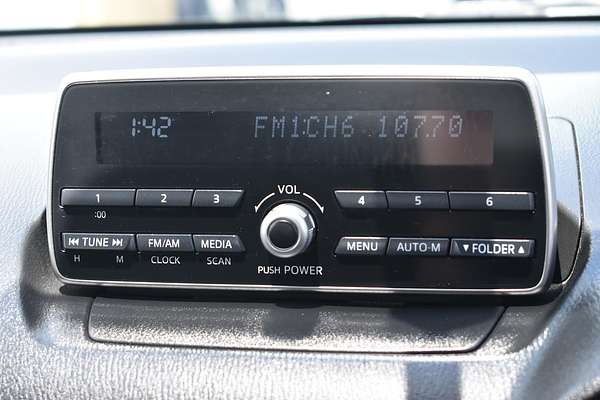 1:42 FM1:CH6 107.70
1 2 3 VOL 4 5 6
:00
⏮ TUNE ⏭ FM/AM MEDIA MENU AUTO-M ▼ FOLDER ▲
H M CLOCK SCAN
PUSH POWER